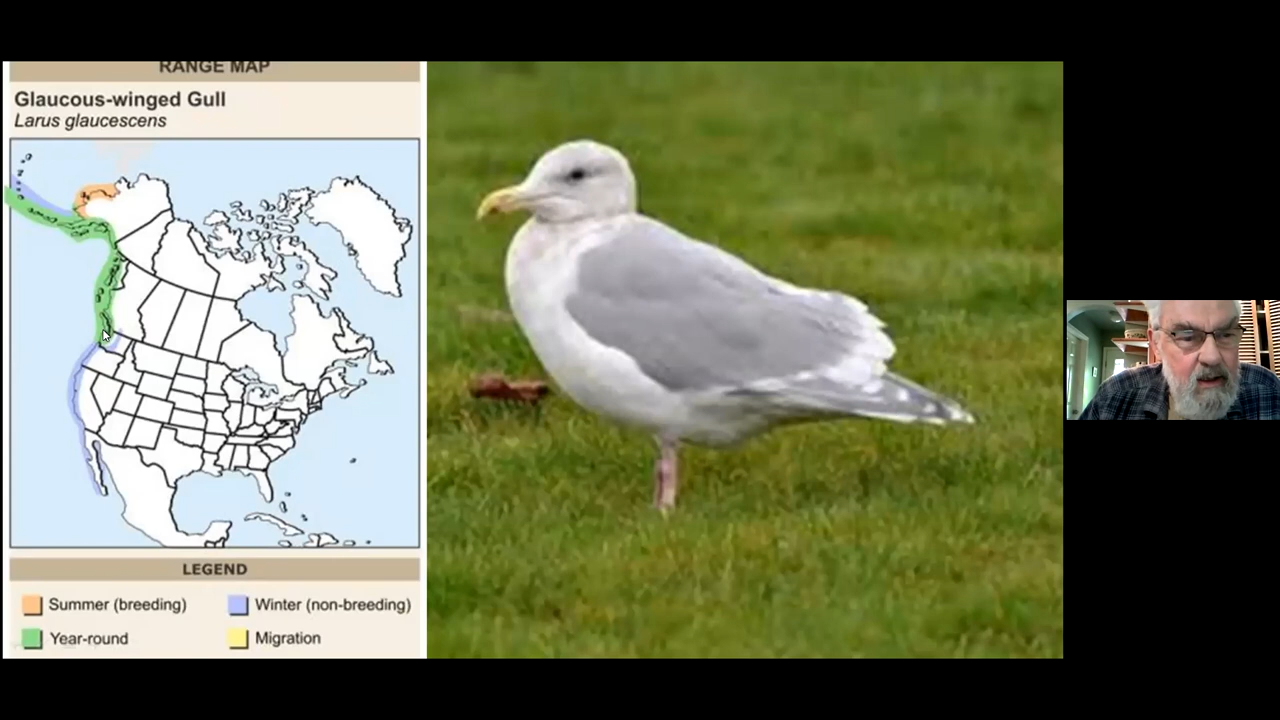 RANGE MAP
Glaucous-winged Gull
Larus glaucescens
LEGEND
Summer (breeding)
Winter (non-breeding)
Year-round
Migration